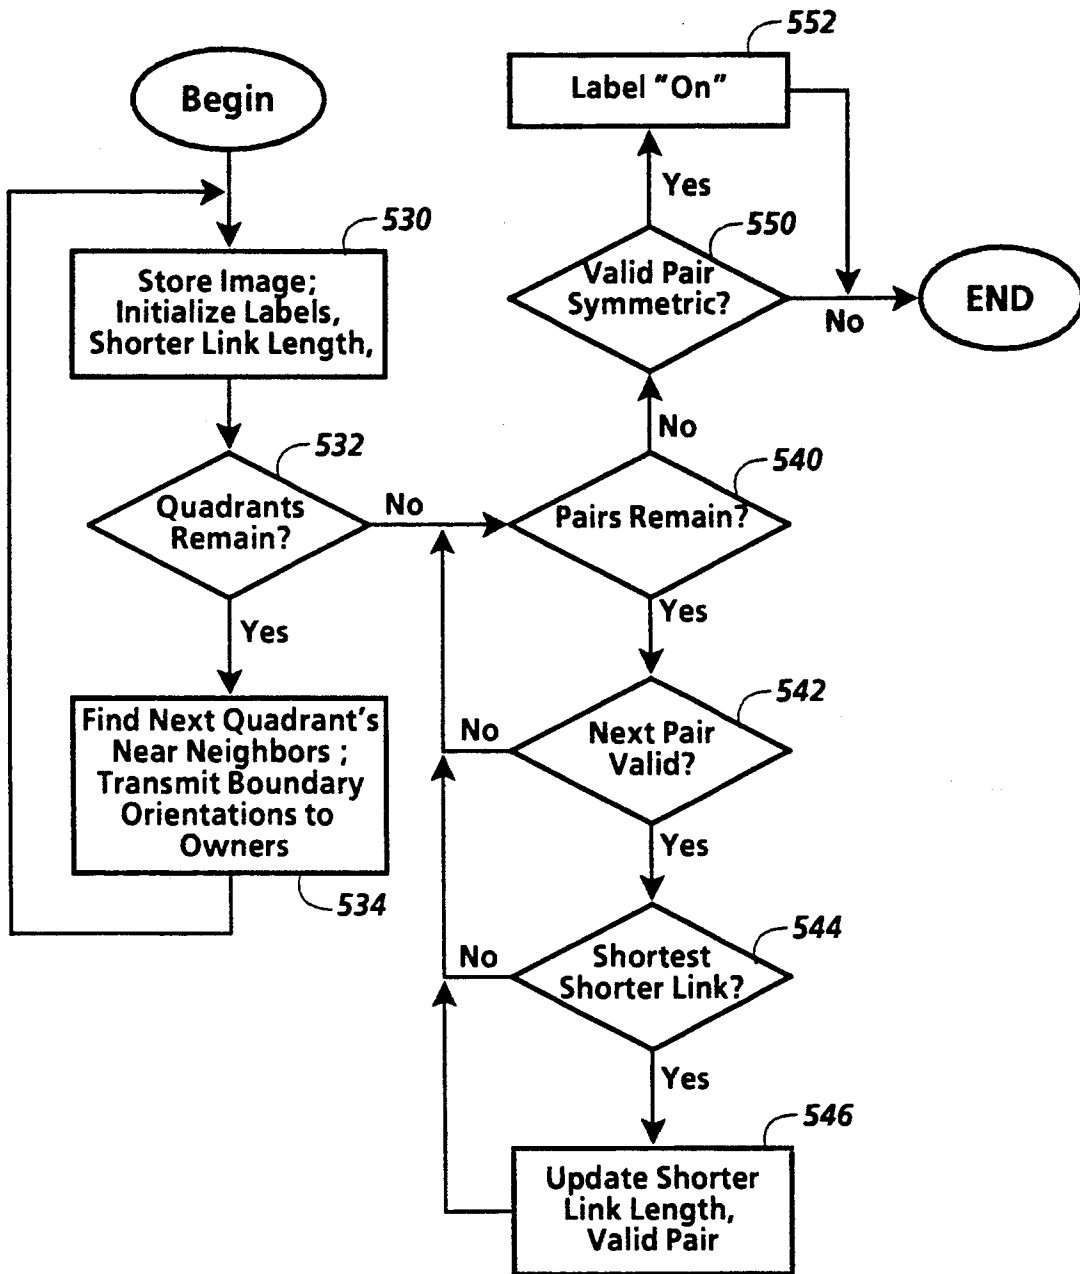 Begin
530
Store Image;
Initialize Labels,
Shorter Link Length,
532
Quadrants
Remain?
No
Yes
Find Next Quadrant's
Near Neighbors ;
Transmit Boundary
Orientations to
Owners
534
552
Label "On"
Yes
550
Valid Pair
Symmetric?
No
END
No
540
Pairs Remain?
Yes
542
No
Next Pair
Valid?
Yes
544
No
Shortest
Shorter Link?
Yes
546
Update Shorter
Link Length,
Valid Pair